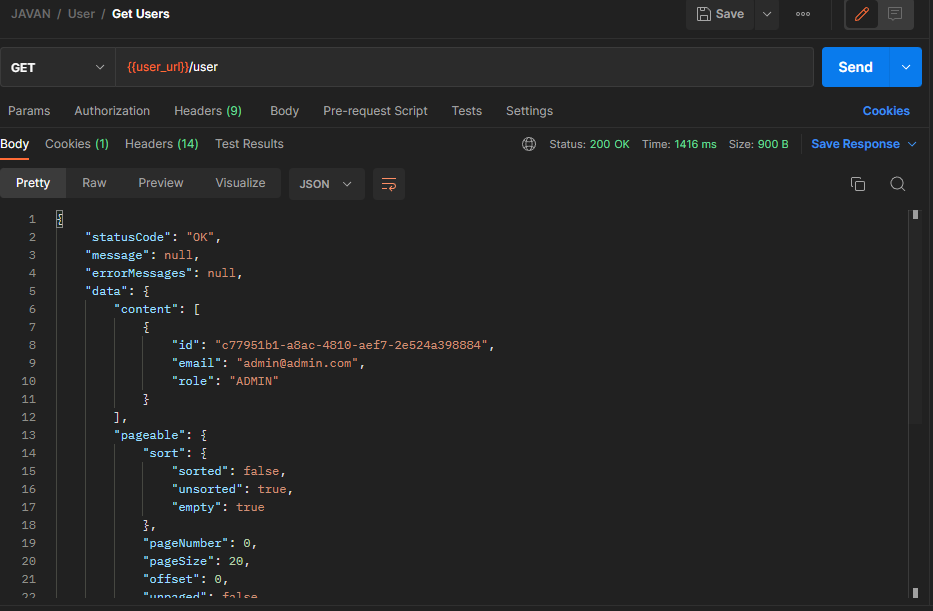 JAVAN / User / Get Users
Save
GET {{user_url}}/user
Send
Params Authorization Headers (9) Body Pre-request Script Tests Settings Cookies
Body Cookies (1) Headers (14) Test Results Status: 200 OK Time: 1416 ms Size: 900 B Save Response
Pretty Raw Preview Visualize JSON
1 {
2 "statusCode": "OK",
3 "message": null,
4 "errorMessages": null,
5 "data": {
6 "content": [
7 {
8 "id": "c77951b1-a8ac-4810-aef7-2e524a398884",
9 "email": "admin@admin.com",
10 "role": "ADMIN"
11 }
12 ],
13 "pageable": {
14 "sort": {
15 "sorted": false,
16 "unsorted": true,
17 "empty": true
18 },
19 "pageNumber": 0,
20 "pageSize": 20,
21 "offset": 0,
22 "unpaged": false